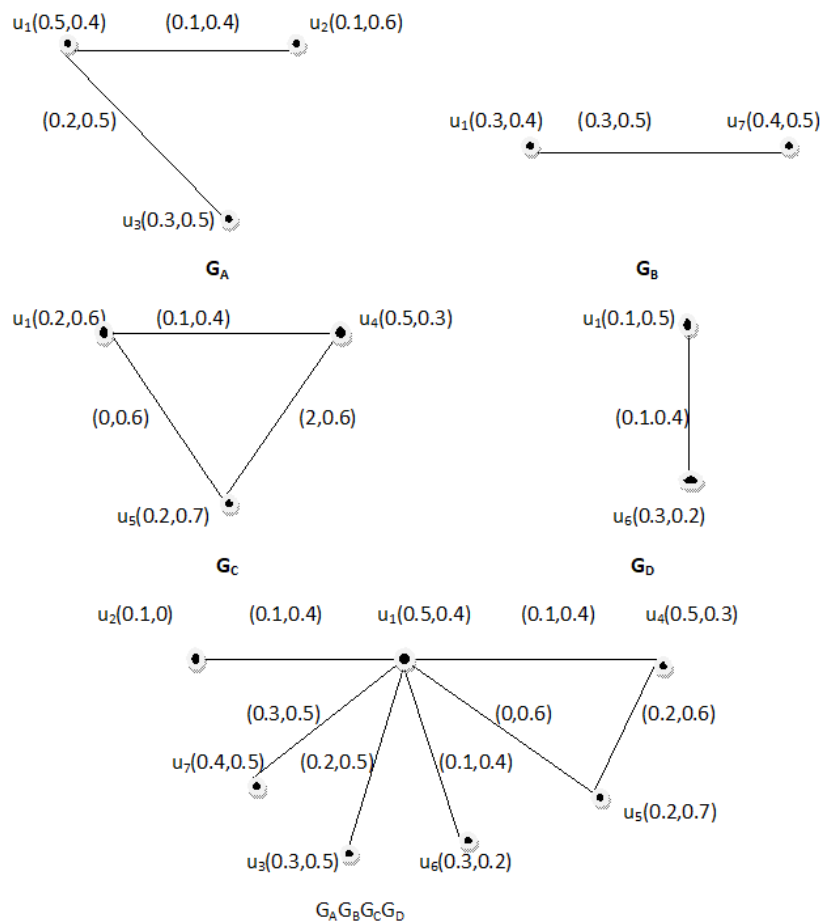 u₁(0.5,0.4) (0.1,0.4) u₂(0.1,0.6)
(0.2,0.5)
u₃(0.3,0.5)
G_A
u₁(0.3,0.4) (0.3,0.5) u₇(0.4,0.5)
G_B
u₁(0.2,0.6) (0.1,0.4) u₄(0.5,0.3)
(0,0.6) (2,0.6)
u₅(0.2,0.7)
G_C
u₁(0.1,0.5)
(0.1.0.4)
u₆(0.3,0.2)
G_D
u₂(0.1,0) (0.1,0.4) u₁(0.5,0.4) (0.1,0.4) u₄(0.5,0.3)
(0.3,0.5) (0,0.6) (0.2,0.6)
u₇(0.4,0.5) (0.2,0.5) (0.1,0.4)
u₅(0.2,0.7)
u₃(0.3,0.5) u₆(0.3,0.2)
G_AG_BG_CG_D